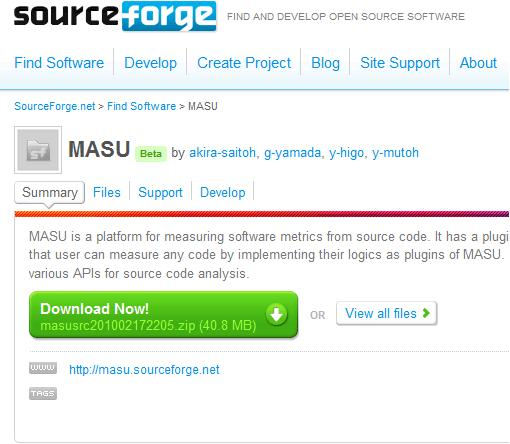 sourceforge FIND AND DEVELOP OPEN SOURCE SOFTWARE
Find Software Develop Create Project Blog Site Support About
SourceForge.net > Find Software > MASU
MASU Beta by akira-saitoh, g-yamada, y-higo, y-mutoh
Summary Files Support Develop
MASU is a platform for measuring software metrics from source code. It has a plugi
that user can measure any code by implementing their logics as plugins of MASU.
various APIs for source code analysis.
Download Now!
masusrc201002172205.zip (40.8 MB) OR View all files
WWW http://masu.sourceforge.net
TAGS